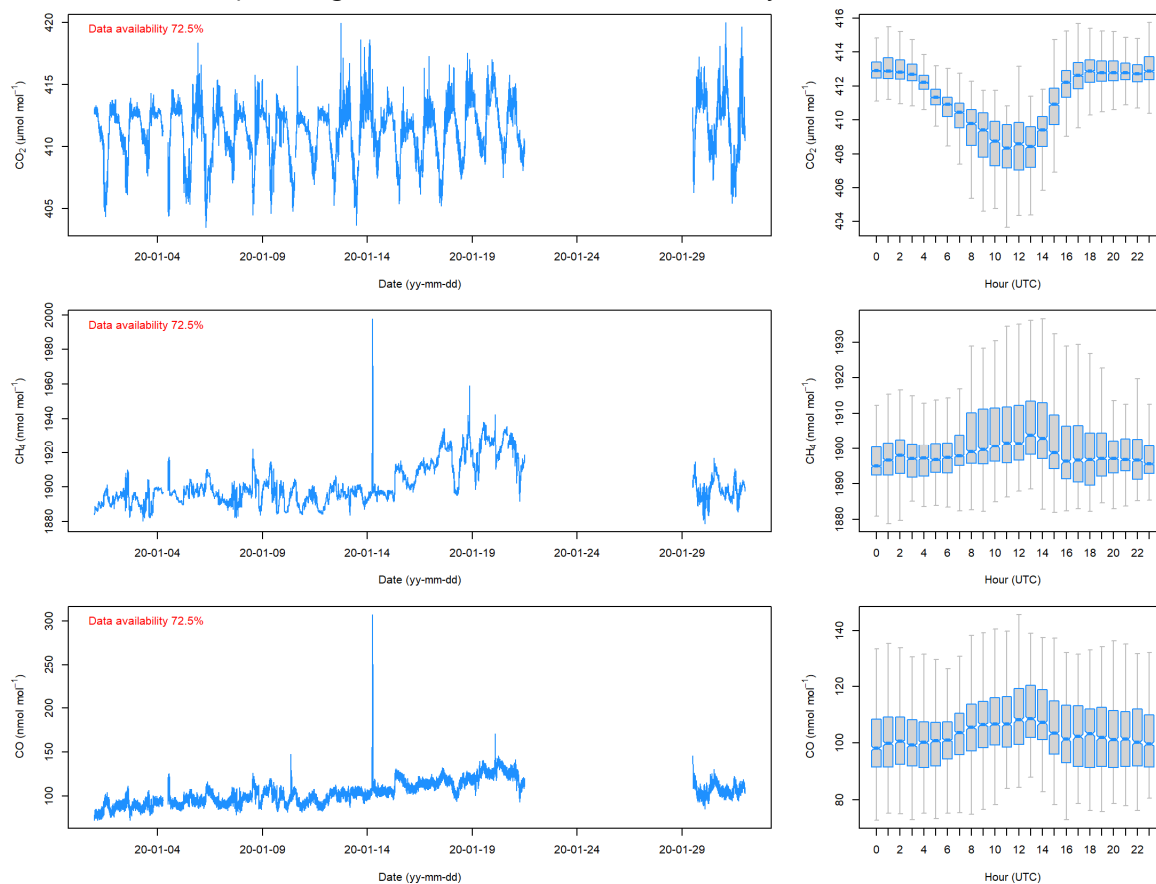 Data availability 72.5%
CO₂ (µmol mol⁻¹)
405 410 415 420
20-01-04 20-01-09 20-01-14 20-01-19 20-01-24 20-01-29
Date (yy-mm-dd)
CO₂ (µmol mol⁻¹)
404 406 408 410 412 414 416
0 2 4 6 8 10 12 14 16 18 20 22
Hour (UTC)
Data availability 72.5%
CH₄ (nmol mol⁻¹)
1880 1900 1920 1940 1960 1980 2000
20-01-04 20-01-09 20-01-14 20-01-19 20-01-24 20-01-29
Date (yy-mm-dd)
CH₄ (nmol mol⁻¹)
1880 1890 1900 1910 1920 1930
0 2 4 6 8 10 12 14 16 18 20 22
Hour (UTC)
Data availability 72.5%
CO (nmol mol⁻¹)
100 150 200 250 300
20-01-04 20-01-09 20-01-14 20-01-19 20-01-24 20-01-29
Date (yy-mm-dd)
CO (nmol mol⁻¹)
80 100 120 140
0 2 4 6 8 10 12 14 16 18 20 22
Hour (UTC)